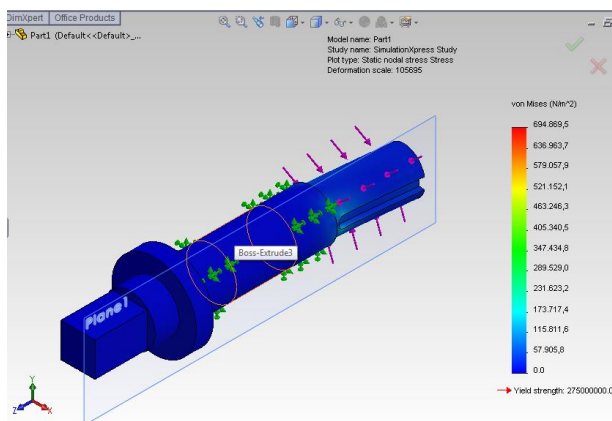 DimXpert
Office Products
Part1 (Default<<Default>_...
Model name: Part1
Study name: SimulationXpress Study
Plot type: Static nodal stress Stress
Deformation scale: 105695
von Mises (N/m^2)
694.869,5
636.963,7
579.057,9
521.152,1
463.246,3
405.340,5
347.434,8
289.529,0
231.623,2
173.717,4
115.811,6
57.905,8
0.0
Yield strength: 275000000.0
Boss-Extrude3
Plane1
Y
Z
X